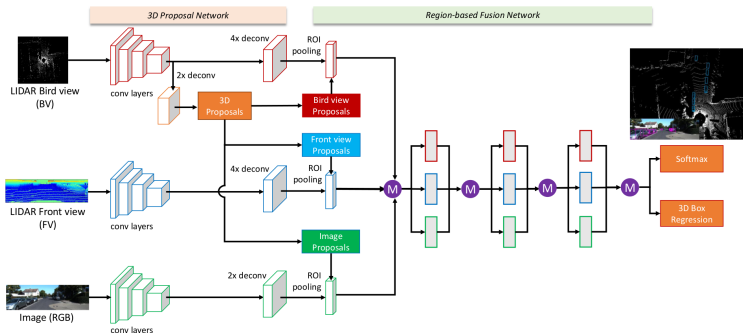 3D Proposal Network
Region-based Fusion Network
4x deconv
ROI
pooling
2x deconv
LIDAR Bird view
(BV)
conv layers
3D
Proposals
Bird view
Proposals
Front view
Proposals
4x deconv
ROI
pooling
M
M
M
M
Softmax
3D Box
Regression
LIDAR Front view
(FV)
conv layers
Image
Proposals
2x deconv
ROI
pooling
Image (RGB)
conv layers